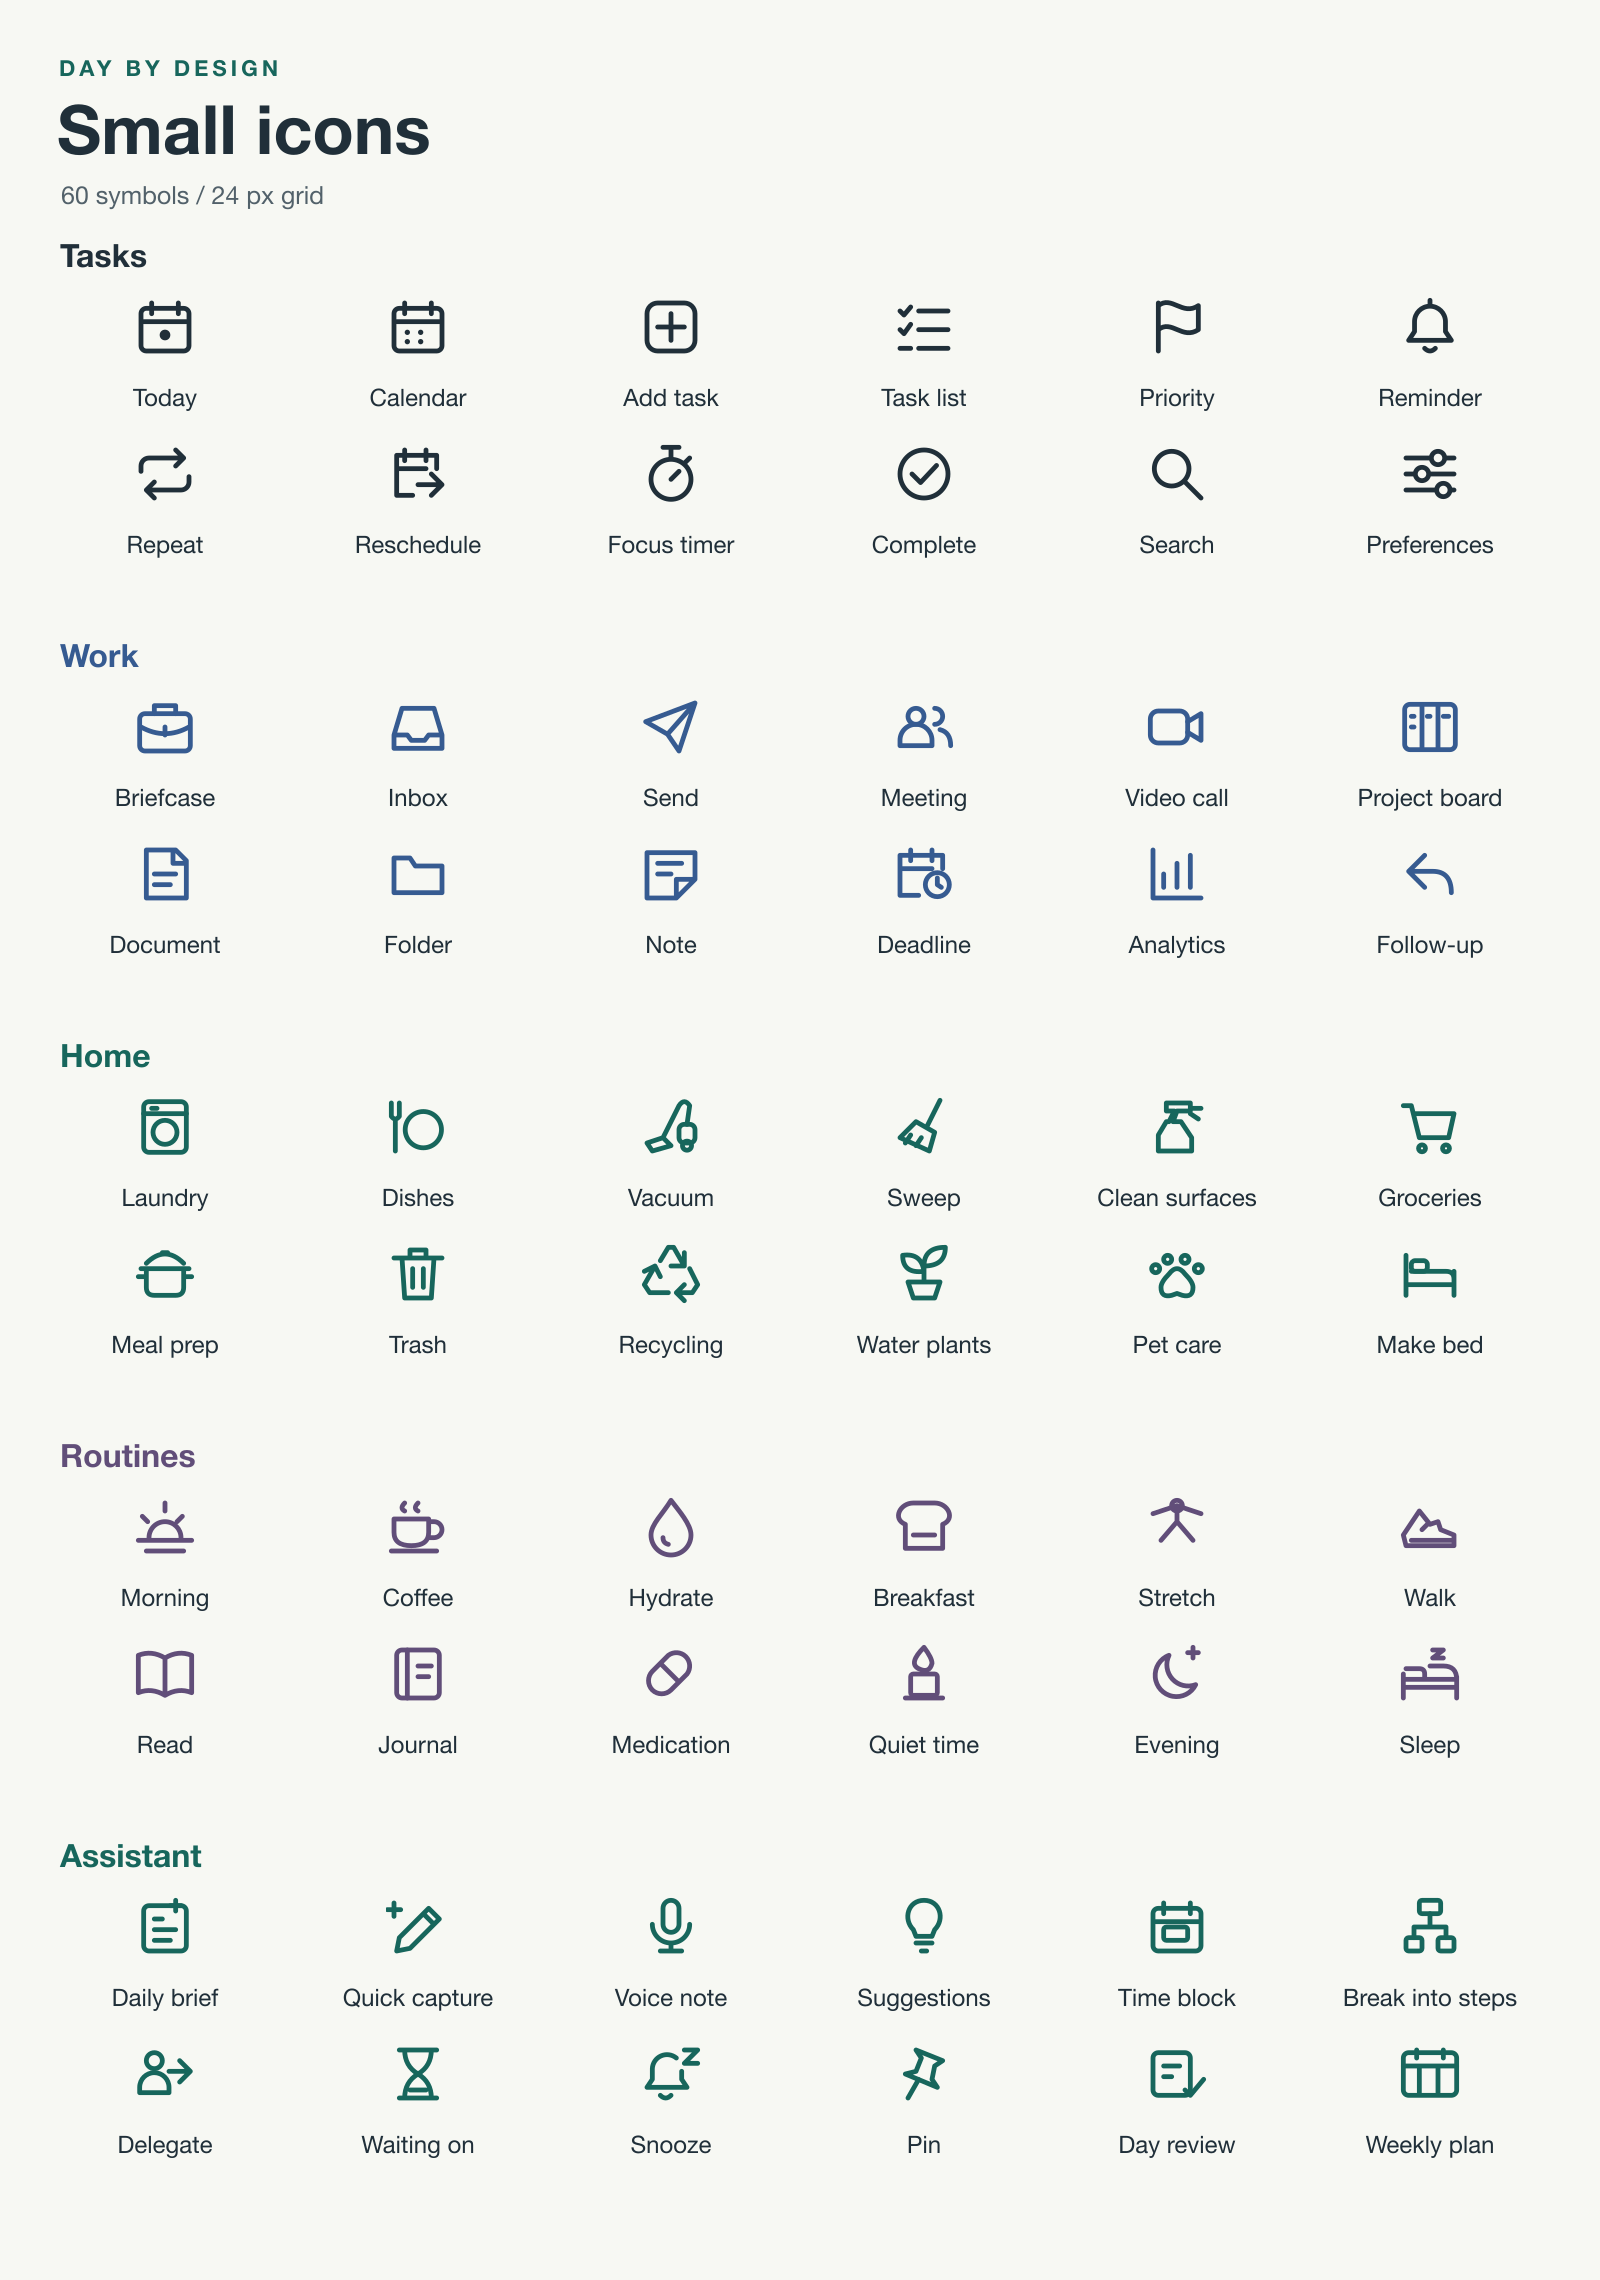 DAY BY DESIGN
Small icons
60 symbols / 24 px grid
Tasks
Today Calendar Add task Task list Priority Reminder
Repeat Reschedule Focus timer Complete Search Preferences
Work
Briefcase Inbox Send Meeting Video call Project board
Document Folder Note Deadline Analytics Follow-up
Home
Laundry Dishes Vacuum Sweep Clean surfaces Groceries
Meal prep Trash Recycling Water plants Pet care Make bed
Routines
Morning Coffee Hydrate Breakfast Stretch Walk
Read Journal Medication Quiet time Evening Sleep
Assistant
Daily brief Quick capture Voice note Suggestions Time block Break into steps
Delegate Waiting on Snooze Pin Day review Weekly plan